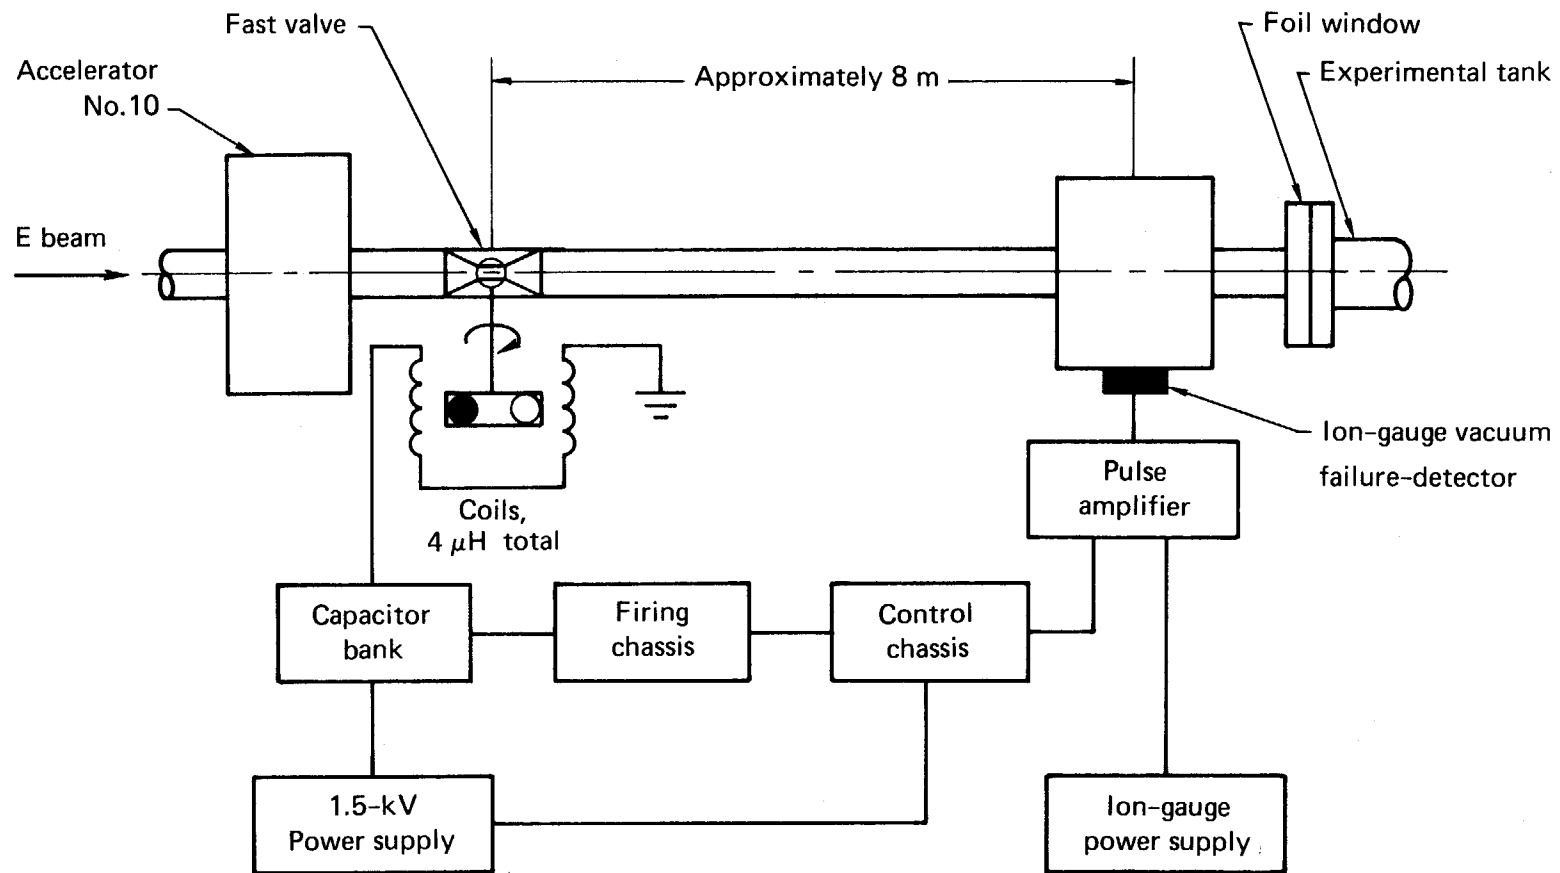 Fast valve
Foil window
Accelerator
No.10
Approximately 8 m
Experimental tank
E beam
Ion-gauge vacuum
failure-detector
Coils,
4 μH total
Pulse
amplifier
Capacitor
bank
Firing
chassis
Control
chassis
1.5-kV
Power supply
Ion-gauge
power supply